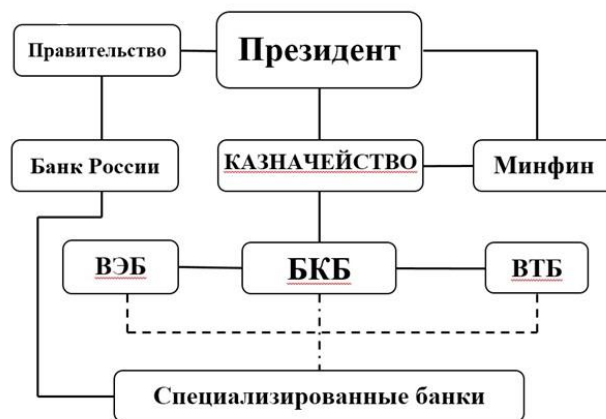 Правительство
Президент
Банк России
КАЗНАЧЕЙСТВО
Минфин
ВЭБ
БКБ
ВТБ
Специализированные банки